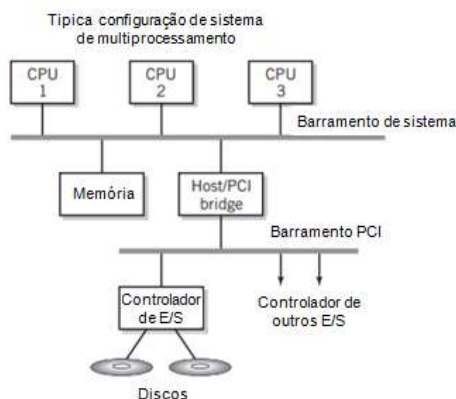 Típica configuração de sistema
de multiprocessamento
CPU
1
CPU
2
CPU
3
Barramento de sistema
Memória
Host/PCI
bridge
Barramento PCI
Controlador
de E/S
Controlador de
outros E/S
Discos